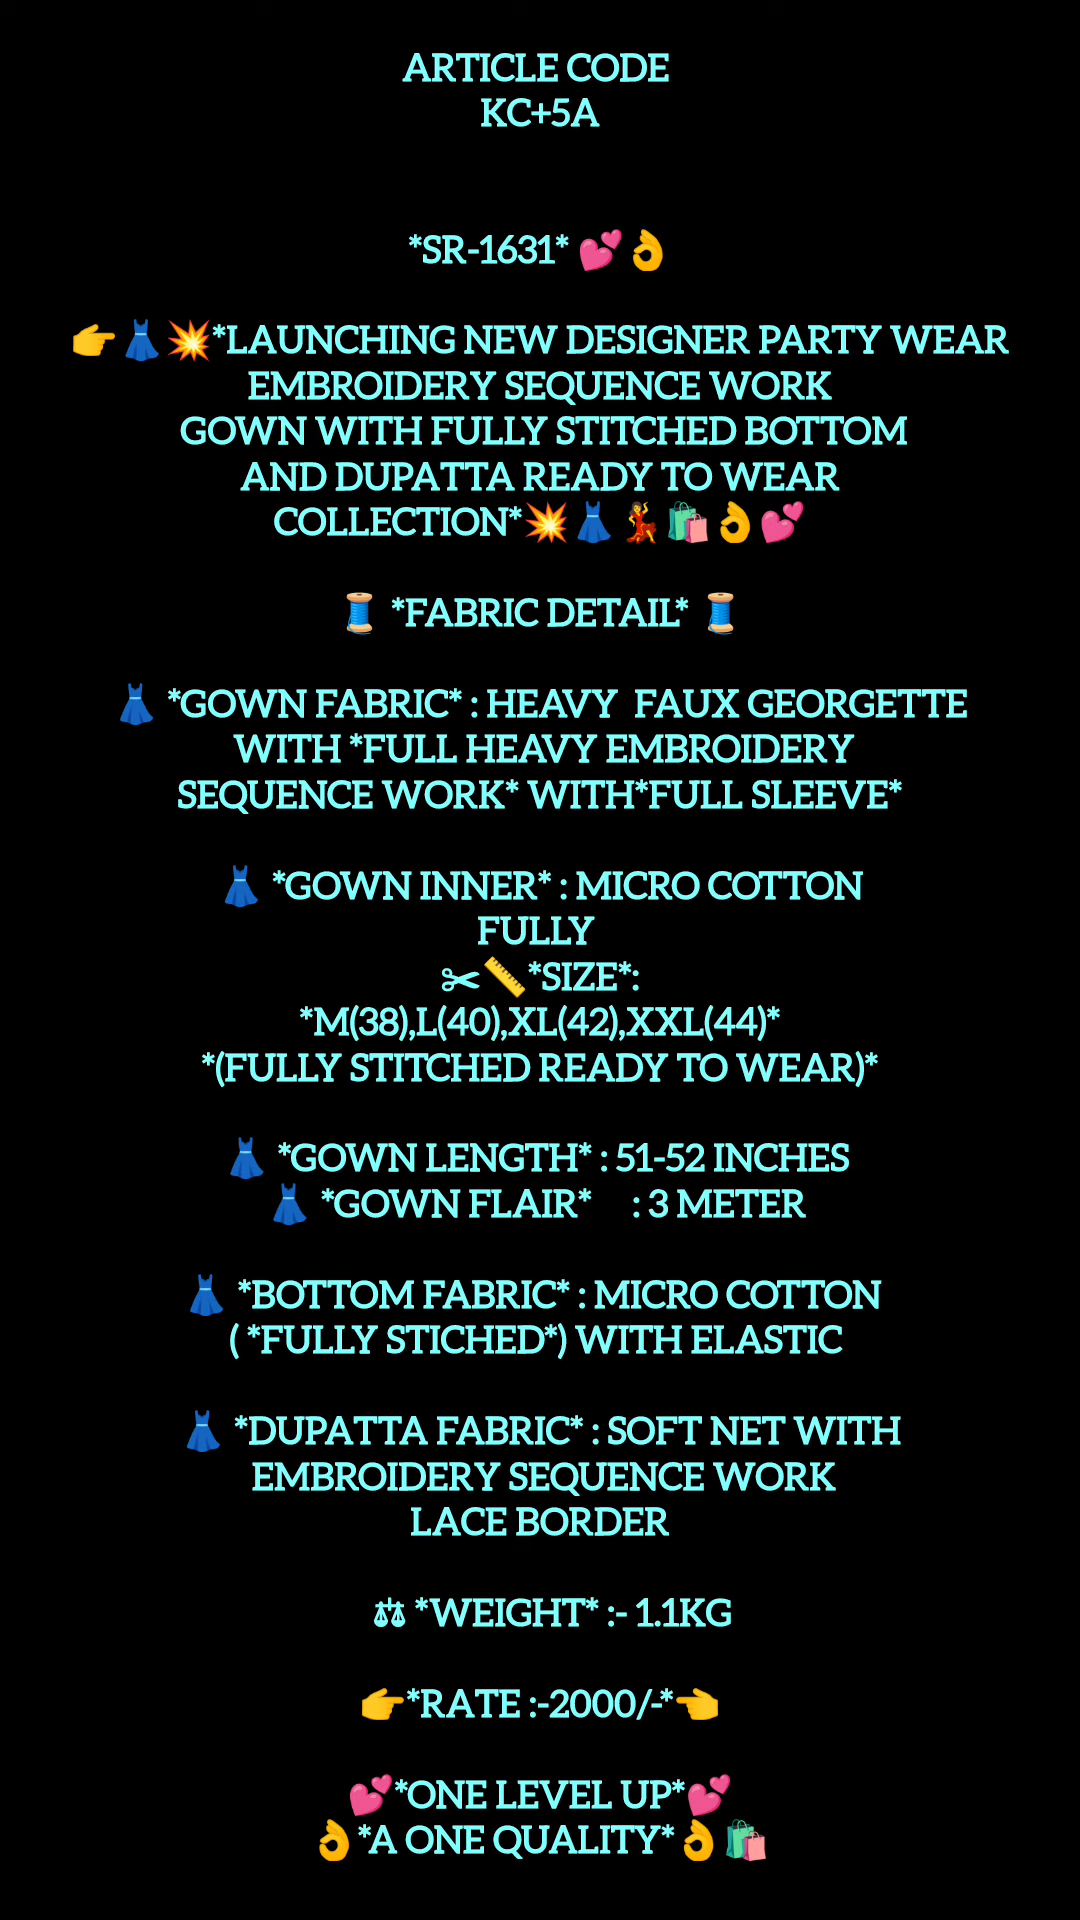 ARTICLE CODE
KC+5A
*SR-1631* 💕👌
👉👗💥*LAUNCHING NEW DESIGNER PARTY WEAR
EMBROIDERY SEQUENCE WORK
GOWN WITH FULLY STITCHED BOTTOM
AND DUPATTA READY TO WEAR
COLLECTION*💥👗💃🛍️👌💕
🧵 *FABRIC DETAIL* 🧵
👗 *GOWN FABRIC* : HEAVY  FAUX GEORGETTE
WITH *FULL HEAVY EMBROIDERY
SEQUENCE WORK* WITH*FULL SLEEVE*
👗 *GOWN INNER* : MICRO COTTON
FULLY
✂📏*SIZE*:
*M(38),L(40),XL(42),XXL(44)*
*(FULLY STITCHED READY TO WEAR)*
👗 *GOWN LENGTH* : 51-52 INCHES
👗 *GOWN FLAIR*     : 3 METER
👗 *BOTTOM FABRIC* : MICRO COTTON
( *FULLY STICHED*) WITH ELASTIC
👗 *DUPATTA FABRIC* : SOFT NET WITH
EMBROIDERY SEQUENCE WORK
LACE BORDER
⚖ *WEIGHT* :- 1.1KG
👉*RATE :-2000/-*👈
💕*ONE LEVEL UP*💕
👌*A ONE QUALITY*👌🛍️